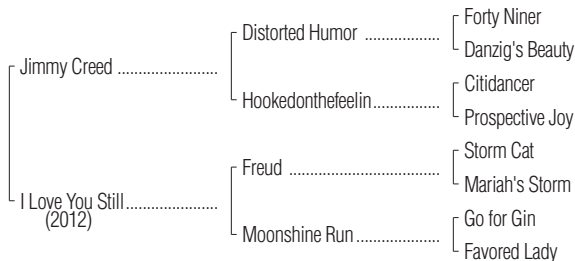 Forty Niner
Distorted Humor ..................
Danzig's Beauty
Jimmy Creed ........................
Citidancer
Hookedonthefeelin...................
Prospective Joy
Storm Cat
Freud ....................................
Mariah's Storm
I Love You Still......................
(2012)
Go for Gin
Moonshine Run ....................
Favored Lady